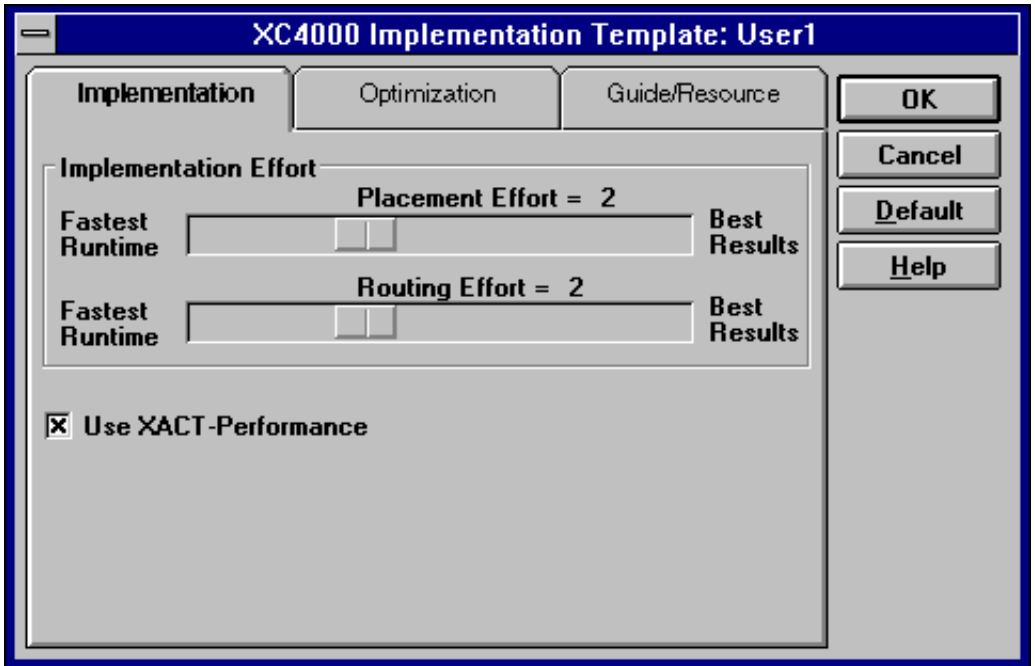 XC4000 Implementation Template: User1
Implementation
Optimization
Guide/Resource
OK
Cancel
Default
Help
Implementation Effort
Placement Effort = 2
Fastest
Runtime
Best
Results
Routing Effort = 2
Fastest
Runtime
Best
Results
Use XACT-Performance